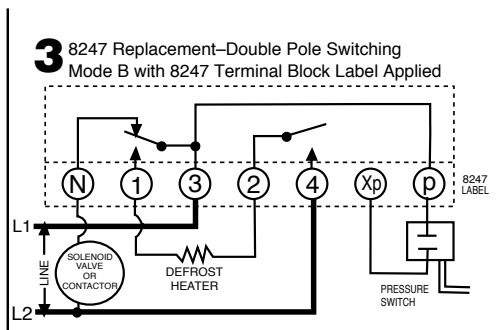 3 8247 Replacement–Double Pole Switching
Mode B with 8247 Terminal Block Label Applied
N 1 3 2 4 Xp p
8247
LABEL
L1
LINE
SOLENOID
VALVE
OR
CONTACTOR
DEFROST
HEATER
PRESSURE
SWITCH
L2